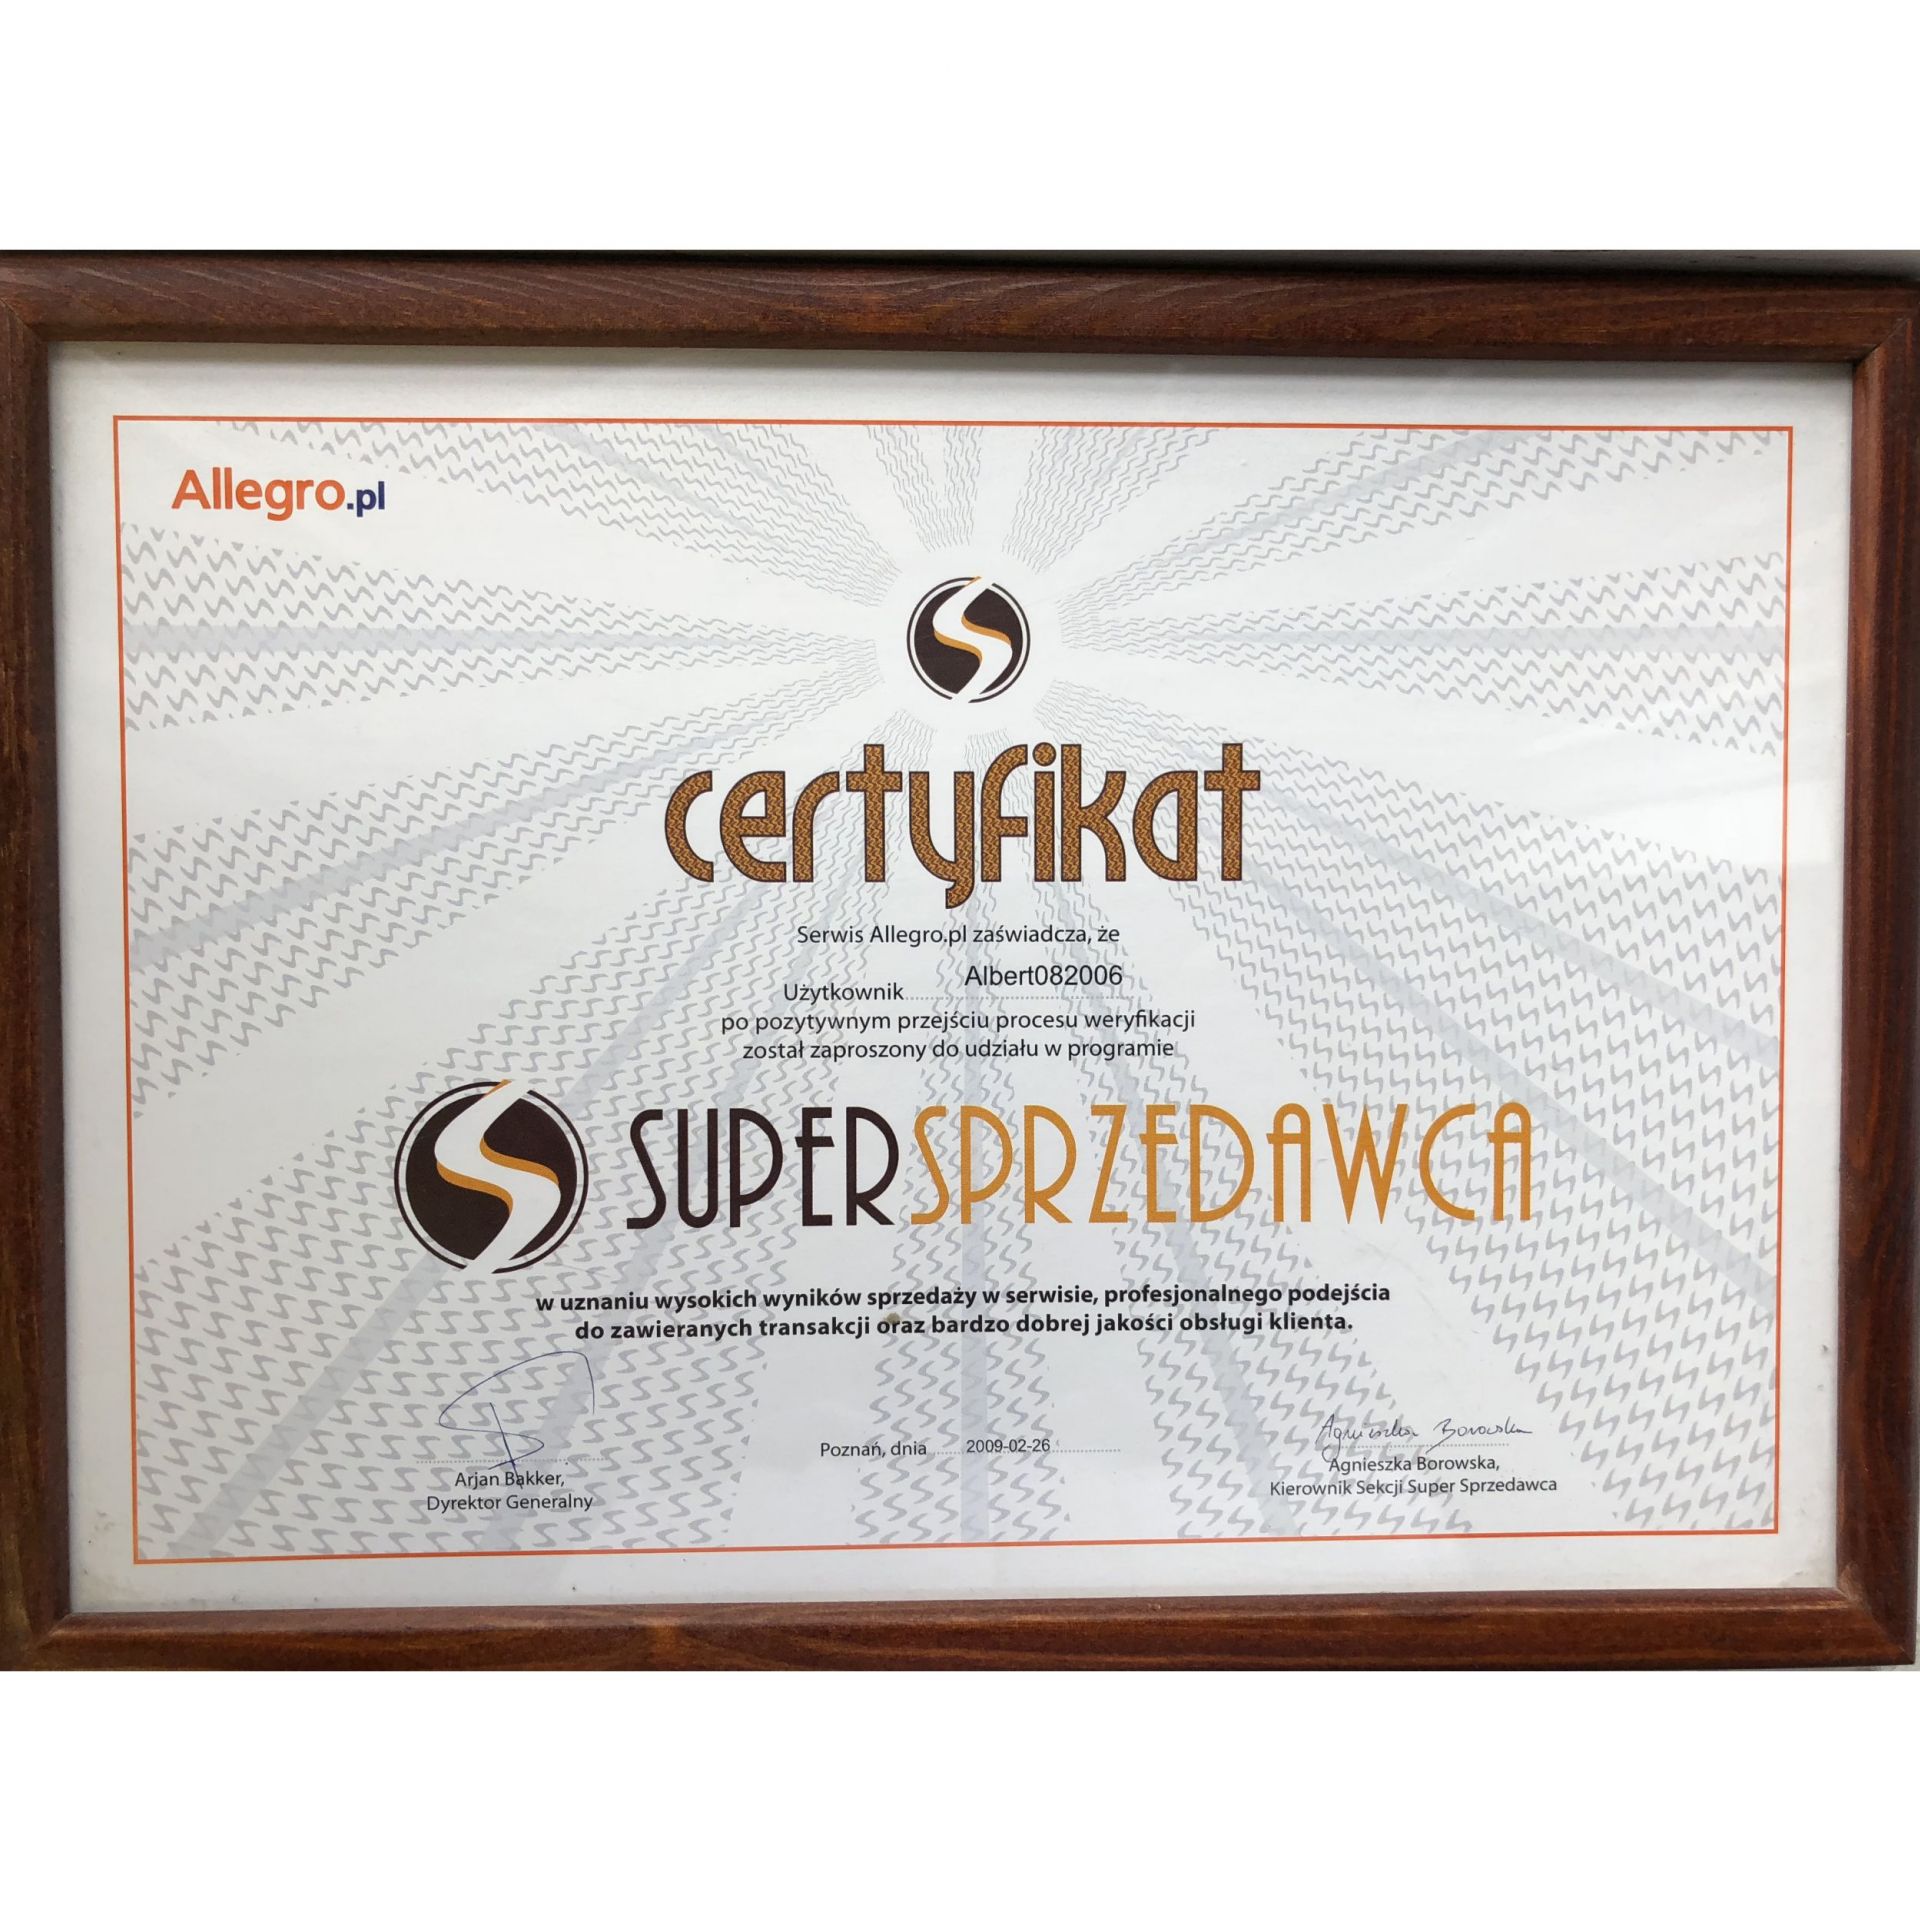 Allegro.pl
certyfikat
Serwis Allegro.pl zaświadcza, że
Użytkownik Albert082006
po pozytywnym przejściu procesu weryfikacji
został zaproszony do udziału w programie
SUPERSPRZEDAWCA
w uznaniu wysokich wyników sprzedaży w serwisie, profesjonalnego podejścia
do zawieranych transakcji oraz bardzo dobrej jakości obsługi klienta.
Agnieszka Borowska
Poznań, dnia 2009-02-26
Arjan Bakker,
Dyrektor Generalny
Agnieszka Borowska,
Kierownik Sekcji Super Sprzedawca